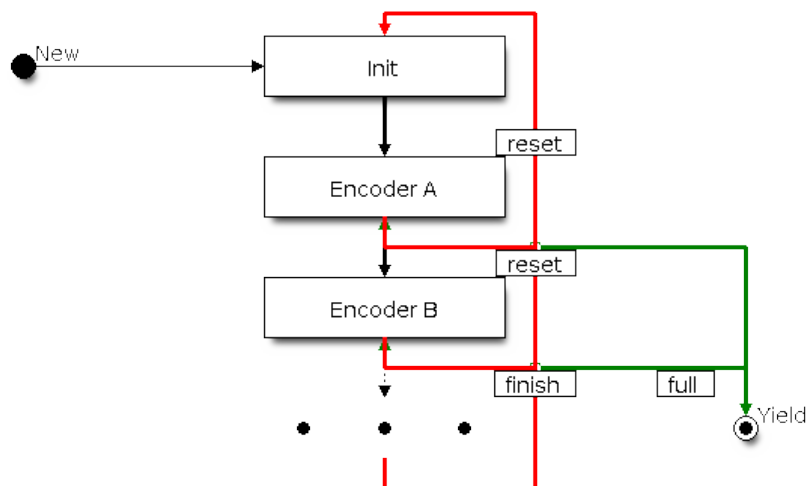 New
Init
reset
Encoder A
reset
Encoder B
finish
full
Yield